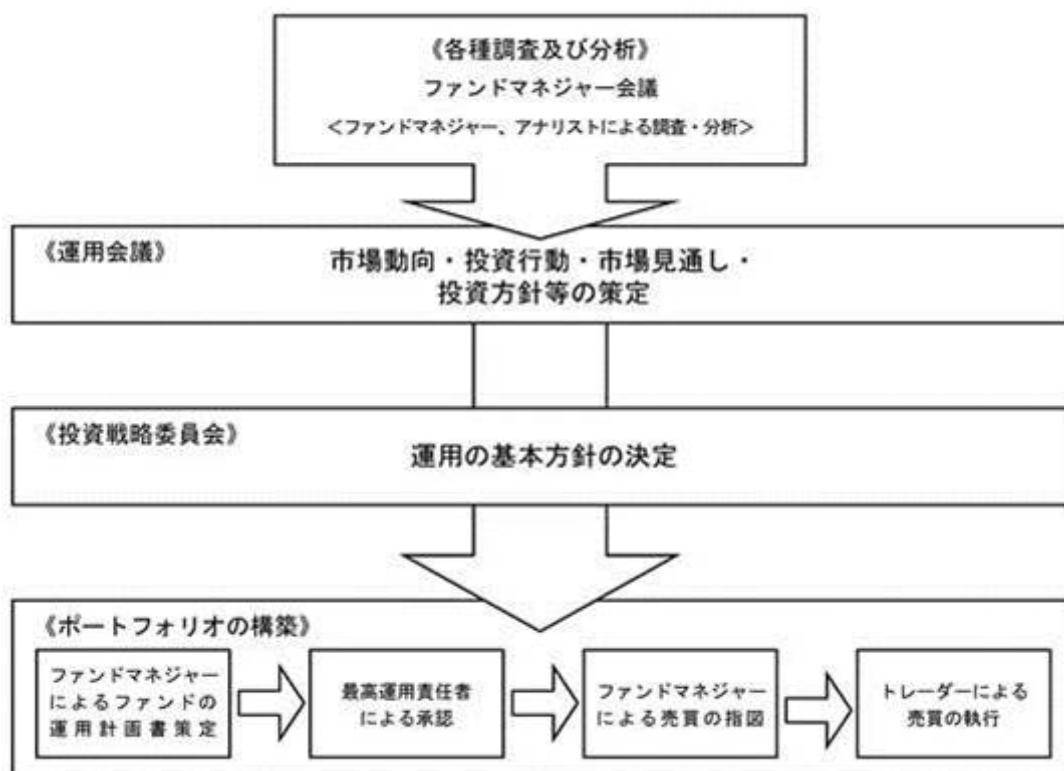 《各種調査及び分析》
ファンドマネジャー会議
<ファンドマネジャー、アナリストによる調査・分析>
《運用会議》
市場動向・投資行動・市場見通し・
投資方針等の策定
《投資戦略委員会》
運用の基本方針の決定
《ポートフォリオの構築》
ファンドマネジャー
によるファンドの
運用計画書策定
最高運用責任者
による承認
ファンドマネジャー
による売買の指図
トレーダーによる
売買の執行